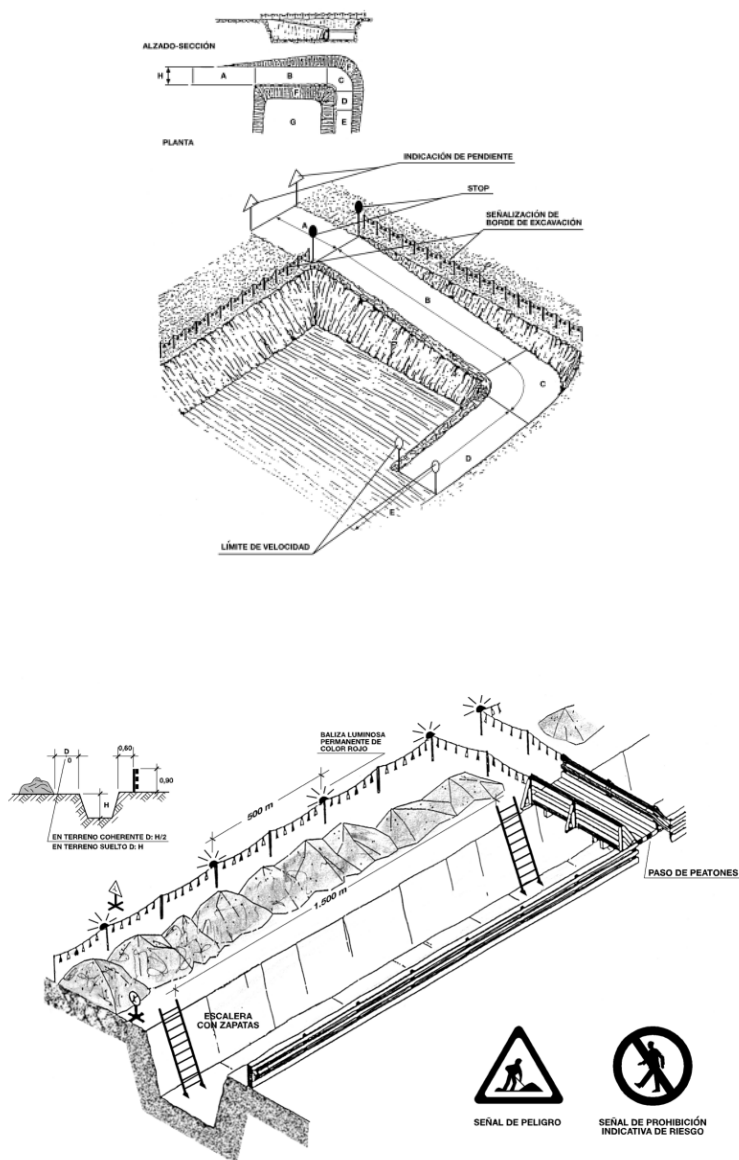 ALZADO-SECCIÓN
H
A
B
C
F
D
F
E
G
PLANTA
INDICACIÓN DE PENDIENTE
STOP
SEÑALIZACIÓN DE
BORDE DE EXCAVACIÓN
A
B
C
D
E
LÍMITE DE VELOCIDAD
BALIZA LUMINOSA
PERMANENTE DE
COLOR ROJO
D
0,60
0,90
H
EN TERRENO COHERENTE D: H/2
EN TERRENO SUELTO D: H
500 m
1.500 m
PASO DE PEATONES
ESCALERA
CON ZAPATAS
SEÑAL DE PELIGRO
SEÑAL DE PROHIBICIÓN
INDICATIVA DE RIESGO